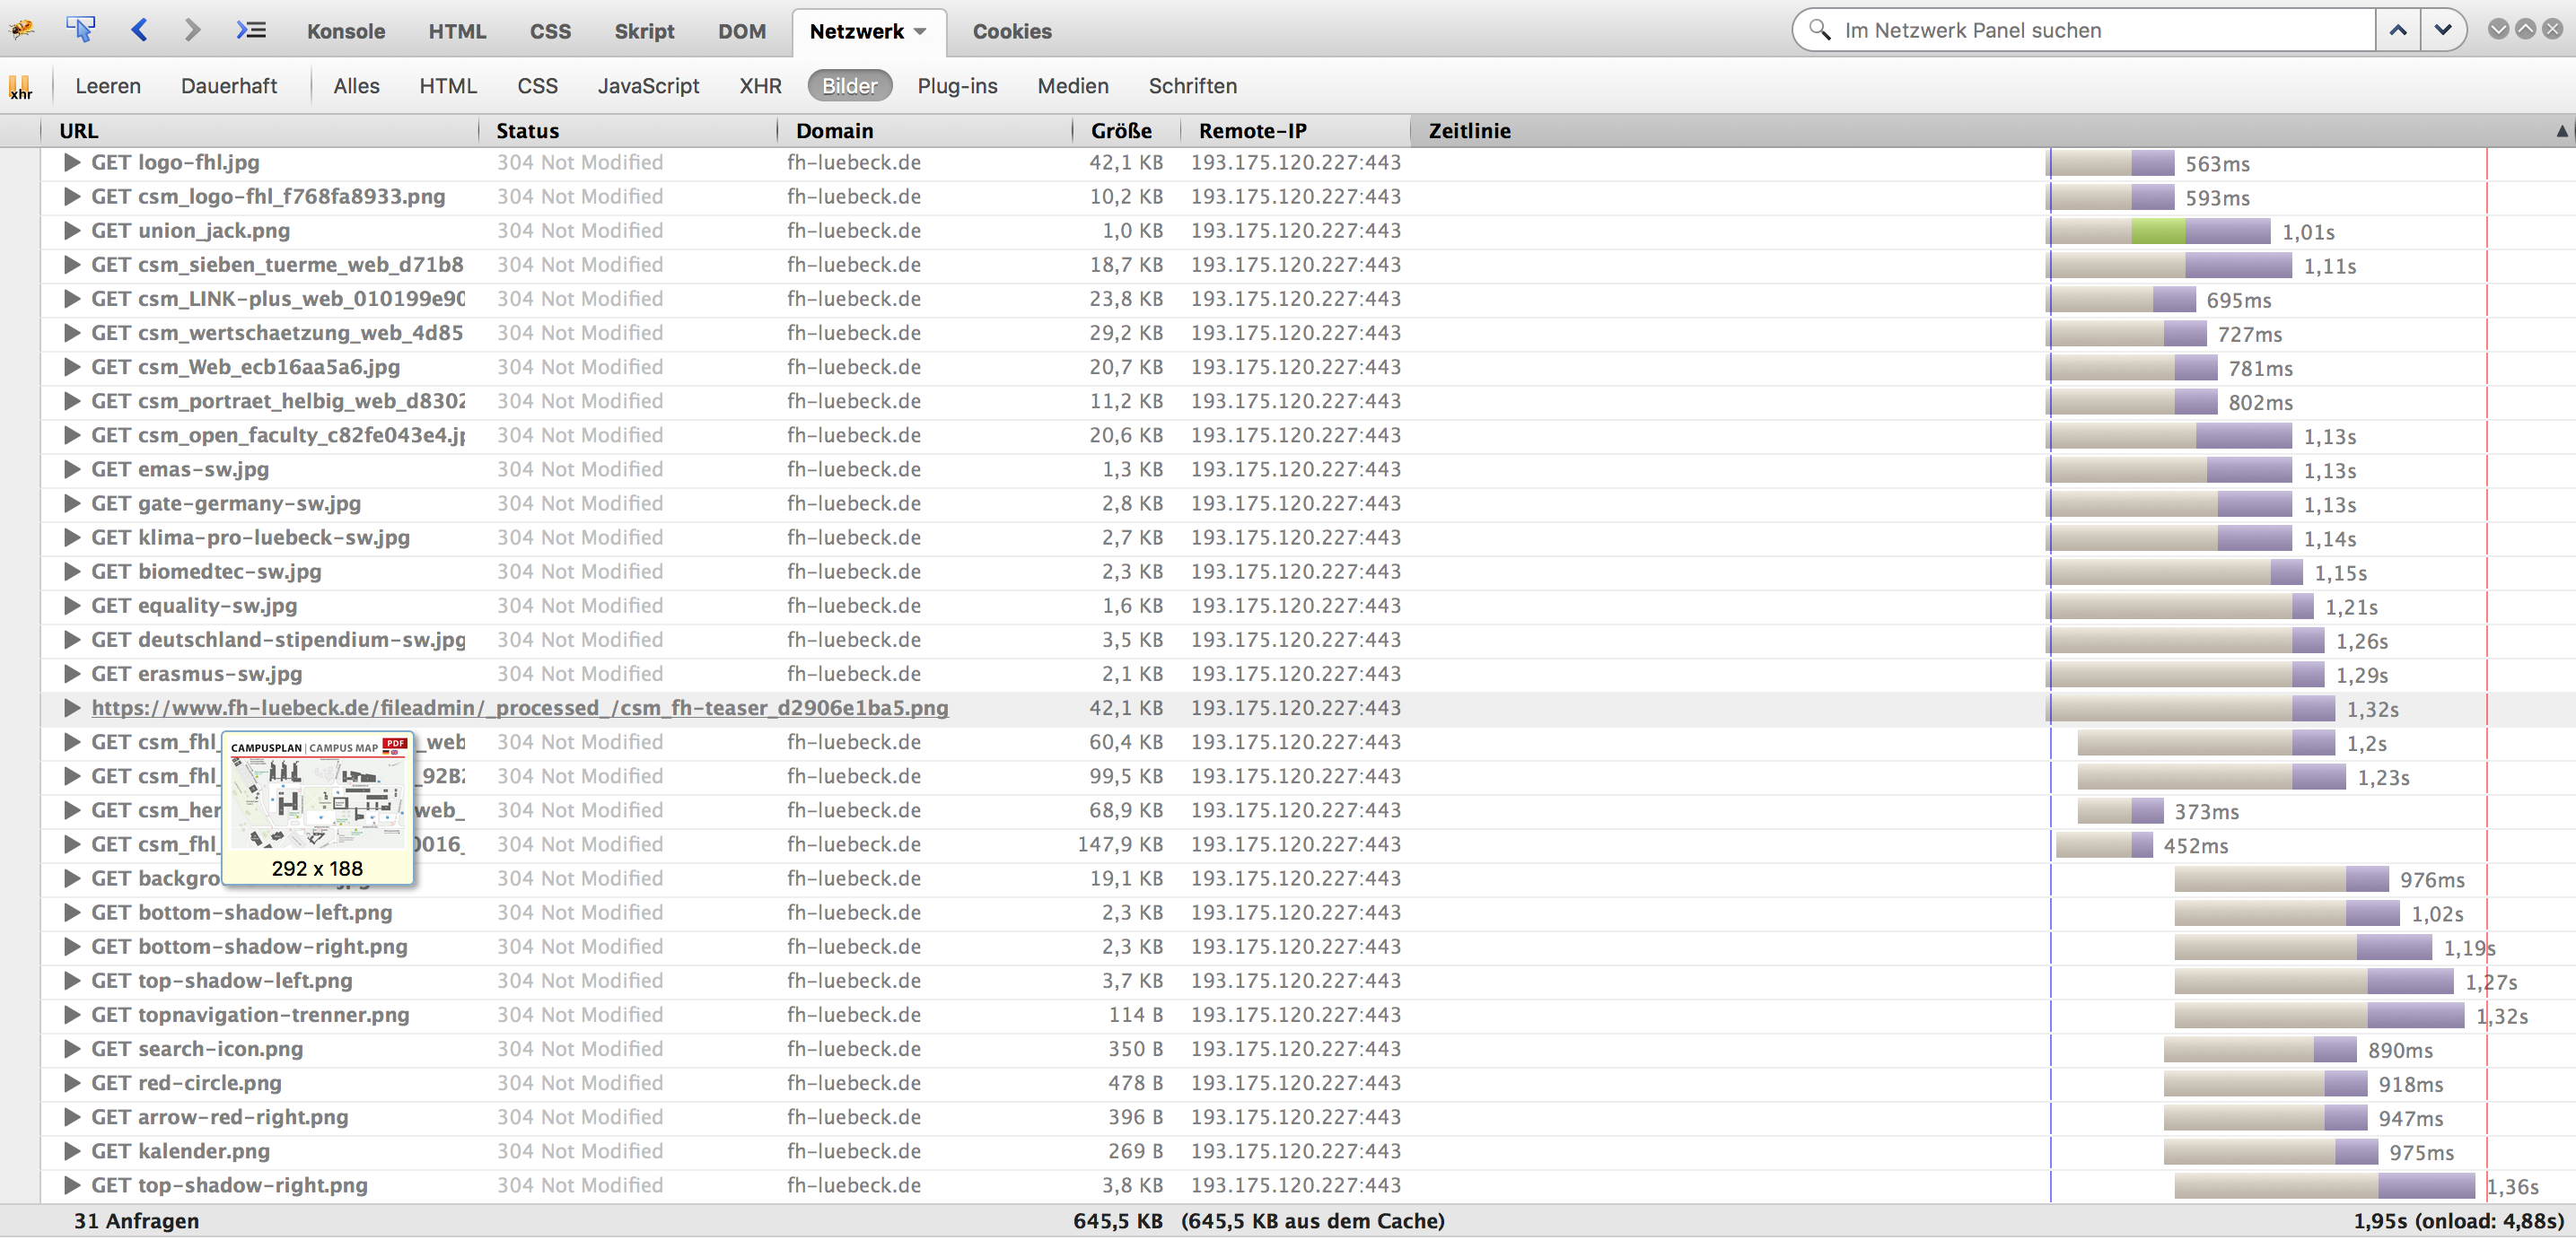 Konsole HTML CSS Skript DOM Netzwerk Cookies Im Netzwerk Panel suchen
xhr Leeren Dauerhaft Alles HTML CSS JavaScript XHR Bilder Plug-ins Medien Schriften
URL Status Domain Größe Remote-IP Zeitlinie
GET logo-fhl.jpg 304 Not Modified fh-luebeck.de 42,1 KB 193.175.120.227:443 563ms
GET csm_logo-fhl_f768fa8933.png 304 Not Modified fh-luebeck.de 10,2 KB 193.175.120.227:443 593ms
GET union_jack.png 304 Not Modified fh-luebeck.de 1,0 KB 193.175.120.227:443 1,01s
GET csm_sieben_tuerme_web_d71b8 304 Not Modified fh-luebeck.de 18,7 KB 193.175.120.227:443 1,11s
GET csm_LINK-plus_web_010199e90 304 Not Modified fh-luebeck.de 23,8 KB 193.175.120.227:443 695ms
GET csm_wertschaetzung_web_4d85 304 Not Modified fh-luebeck.de 29,2 KB 193.175.120.227:443 727ms
GET csm_Web_ecb16aa5a6.jpg 304 Not Modified fh-luebeck.de 20,7 KB 193.175.120.227:443 781ms
GET csm_portraet_helbig_web_d8302 304 Not Modified fh-luebeck.de 11,2 KB 193.175.120.227:443 802ms
GET csm_open_faculty_c82fe043e4.jp 304 Not Modified fh-luebeck.de 20,6 KB 193.175.120.227:443 1,13s
GET emas-sw.jpg 304 Not Modified fh-luebeck.de 1,3 KB 193.175.120.227:443 1,13s
GET gate-germany-sw.jpg 304 Not Modified fh-luebeck.de 2,8 KB 193.175.120.227:443 1,13s
GET klima-pro-luebeck-sw.jpg 304 Not Modified fh-luebeck.de 2,7 KB 193.175.120.227:443 1,14s
GET biomedtec-sw.jpg 304 Not Modified fh-luebeck.de 2,3 KB 193.175.120.227:443 1,15s
GET equality-sw.jpg 304 Not Modified fh-luebeck.de 1,6 KB 193.175.120.227:443 1,21s
GET deutschland-stipendium-sw.jpg 304 Not Modified fh-luebeck.de 3,5 KB 193.175.120.227:443 1,26s
GET erasmus-sw.jpg 304 Not Modified fh-luebeck.de 2,1 KB 193.175.120.227:443 1,29s
https://www.fh-luebeck.de/fileadmin/_processed_/csm_fh-teaser_d2906e1ba5.png 42,1 KB 193.175.120.227:443 1,32s
GET csm_fhl_ _web 304 Not Modified fh-luebeck.de 60,4 KB 193.175.120.227:443 1,2s
CAMPUSPLAN | CAMPUS MAP PDF
GET csm_fhl_ _92B2 304 Not Modified fh-luebeck.de 99,5 KB 193.175.120.227:443 1,23s
GET csm_her web_ 304 Not Modified fh-luebeck.de 68,9 KB 193.175.120.227:443 373ms
GET csm_fhl_ 0016_ 304 Not Modified fh-luebeck.de 147,9 KB 193.175.120.227:443 452ms
292 x 188
GET backgro 304 Not Modified fh-luebeck.de 19,1 KB 193.175.120.227:443 976ms
GET bottom-shadow-left.png 304 Not Modified fh-luebeck.de 2,3 KB 193.175.120.227:443 1,02s
GET bottom-shadow-right.png 304 Not Modified fh-luebeck.de 2,3 KB 193.175.120.227:443 1,19s
GET top-shadow-left.png 304 Not Modified fh-luebeck.de 3,7 KB 193.175.120.227:443 1,27s
GET topnavigation-trenner.png 304 Not Modified fh-luebeck.de 114 B 193.175.120.227:443 1,32s
GET search-icon.png 304 Not Modified fh-luebeck.de 350 B 193.175.120.227:443 890ms
GET red-circle.png 304 Not Modified fh-luebeck.de 478 B 193.175.120.227:443 918ms
GET arrow-red-right.png 304 Not Modified fh-luebeck.de 396 B 193.175.120.227:443 947ms
GET kalender.png 304 Not Modified fh-luebeck.de 269 B 193.175.120.227:443 975ms
GET top-shadow-right.png 304 Not Modified fh-luebeck.de 3,8 KB 193.175.120.227:443 1,36s
31 Anfragen 645,5 KB (645,5 KB aus dem Cache) 1,95s (onload: 4,88s)